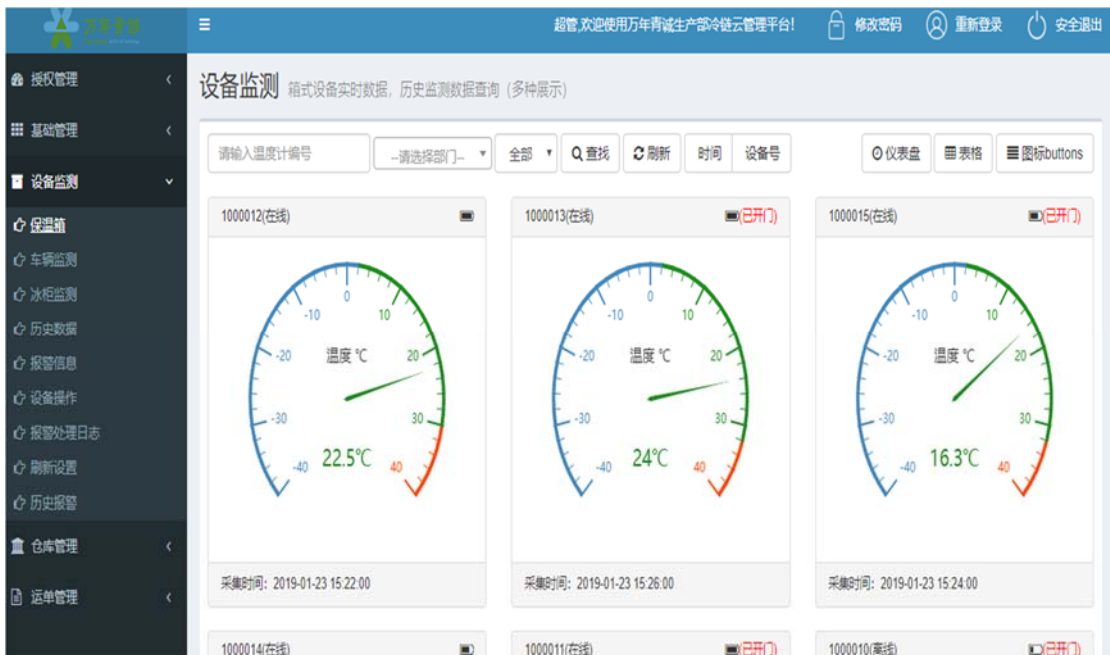 万年青诚
超管,欢迎使用万年青诚生产部冷链云管理平台!
修改密码
重新登录
安全退出
授权管理
基础管理
设备监测
保温箱
车辆监测
冰柜监测
历史数据
报警信息
设备操作
报警处理日志
刷新设置
历史报警
仓库管理
运单管理
设备监测 箱式设备实时数据，历史监测数据查询 (多种展示)
请输入温度计编号
--请选择部门--
全部
查找
刷新
时间
设备号
仪表盘
表格
图标buttons
1000012(在线)
-40
-30
-20
-10
0
10
20
30
40
温度 ℃
22.5℃
采集时间：2019-01-23 15:22:00
1000013(在线)
(已开门)
-40
-30
-20
-10
0
10
20
30
40
温度 ℃
24℃
采集时间：2019-01-23 15:26:00
1000015(在线)
(已开门)
-40
-30
-20
-10
0
10
20
30
40
温度 ℃
16.3℃
采集时间：2019-01-23 15:24:00
1000014(在线)
1000011(在线)
(已开门)
1000010(离线)
(已开门)